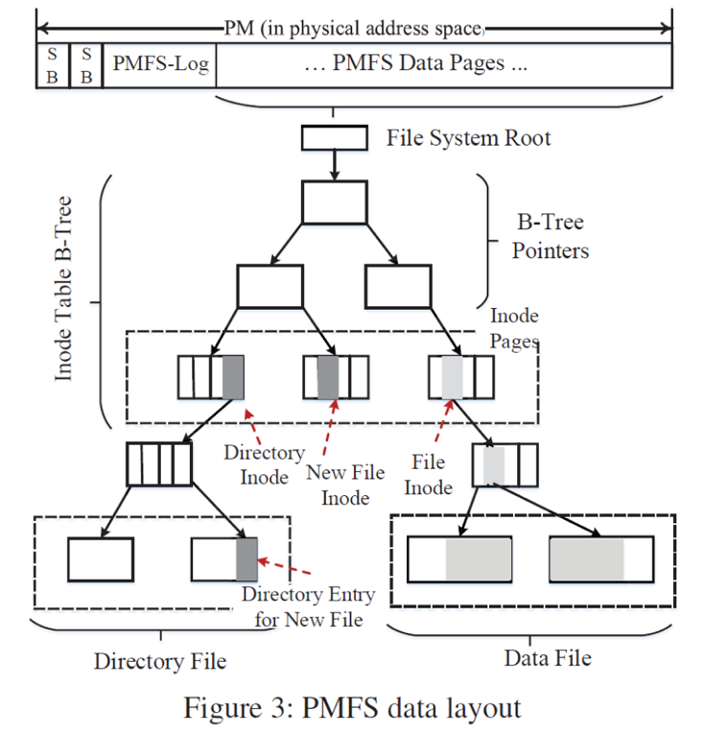 PM (in physical address space)
S
B
S
B
PMFS-Log
... PMFS Data Pages ...
File System Root
Inode Table B-Tree
B-Tree
Pointers
Inode
Pages
Directory
Inode
New File
Inode
File
Inode
Directory Entry
for New File
Directory File
Data File
Figure 3: PMFS data layout